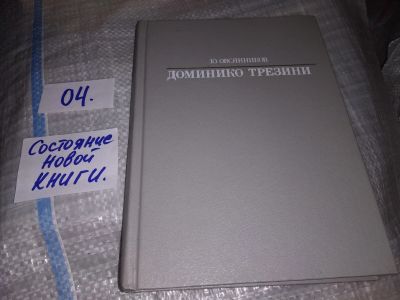 04.
Состояние
новой
книги.
Ю. ОВСЯННИКОВ
ДОМИНИКО ТРЕЗИНИ